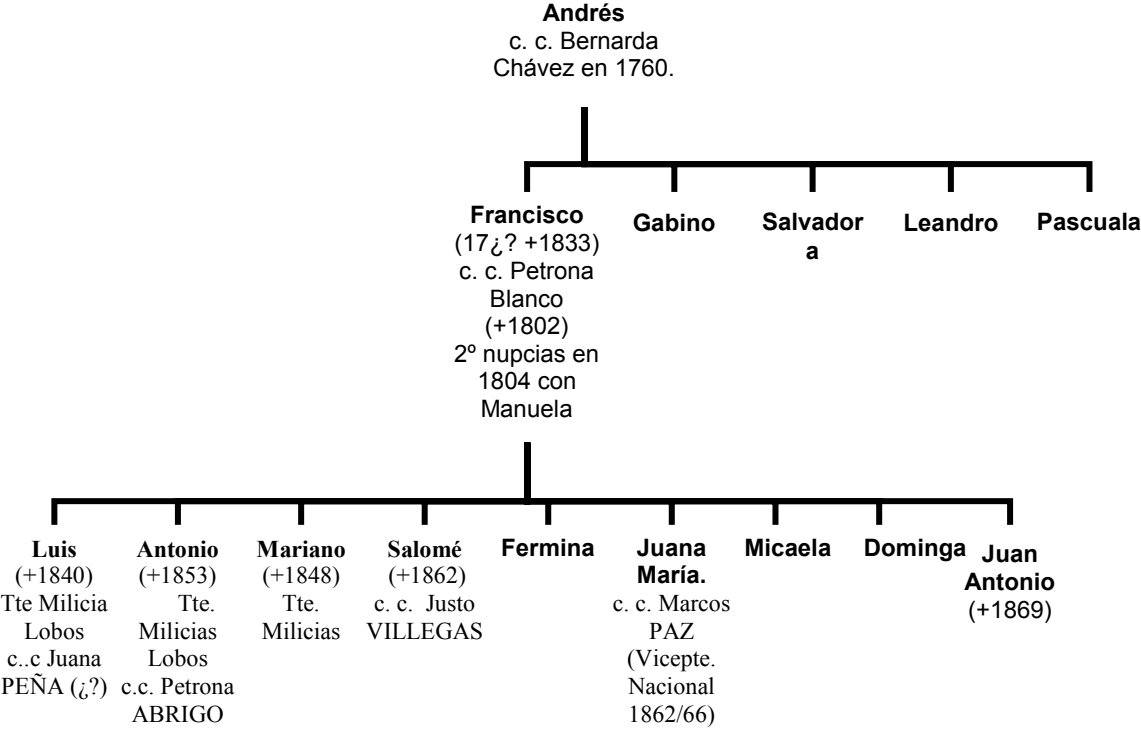 Andrés
c. c. Bernarda
Chávez en 1760.
Francisco
(17¿? +1833)
c. c. Petrona
Blanco
(+1802)
2º nupcias en
1804 con
Manuela
Gabino
Salvador
a
Leandro
Pascuala
Luis
(+1840)
Tte Milicia
Lobos
c..c Juana
PEÑA (¿?)
Antonio
(+1853)
Tte.
Milicias
Lobos
c.c. Petrona
ABRIGO
Mariano
(+1848)
Tte.
Milicias
Salomé
(+1862)
c. c. Justo
VILLEGAS
Fermina
Juana
María.
c. c. Marcos
PAZ
(Vicepte.
Nacional
1862/66)
Micaela
Dominga
Juan
Antonio
(+1869)